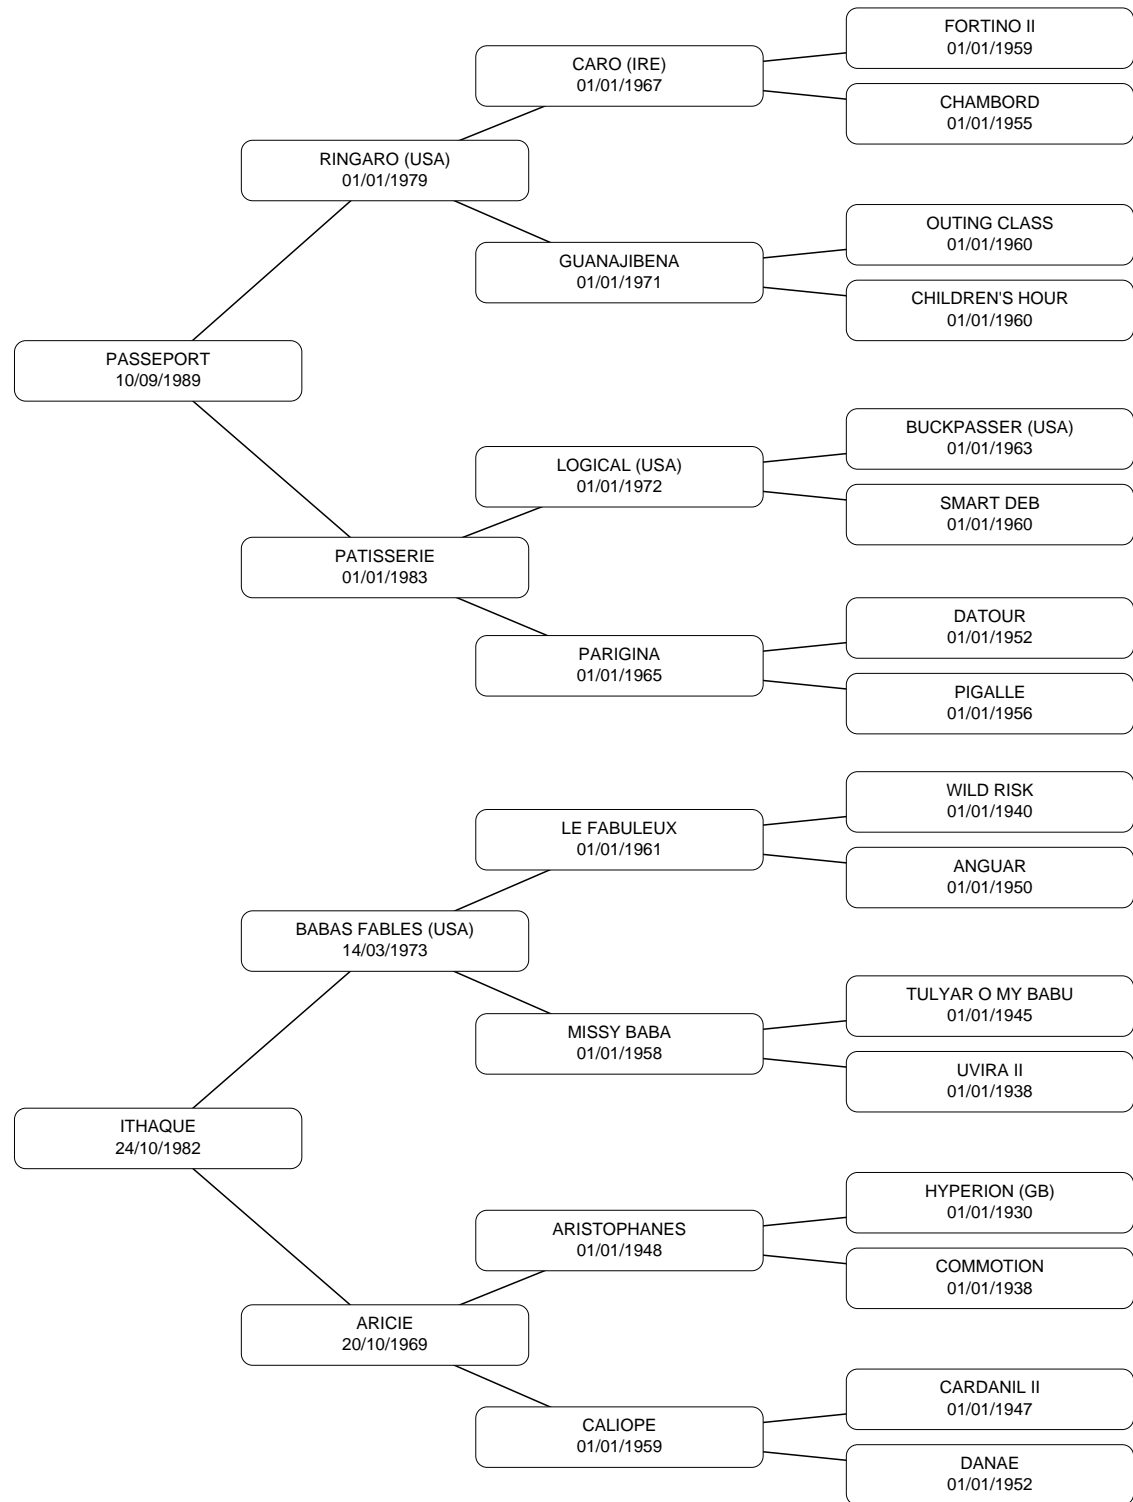 FORTINO II
01/01/1959
CARO (IRE)
01/01/1967
CHAMBORD
01/01/1955
RINGARO (USA)
01/01/1979
OUTING CLASS
01/01/1960
GUANAJIBENA
01/01/1971
CHILDREN'S HOUR
01/01/1960
PASSEPORT
10/09/1989
BUCKPASSER (USA)
01/01/1963
LOGICAL (USA)
01/01/1972
SMART DEB
01/01/1960
PATISSERIE
01/01/1983
DATOUR
01/01/1952
PARIGINA
01/01/1965
PIGALLE
01/01/1956
WILD RISK
01/01/1940
LE FABULEUX
01/01/1961
ANGUAR
01/01/1950
BABAS FABLES (USA)
14/03/1973
TULYAR O MY BABU
01/01/1945
MISSY BABA
01/01/1958
UVIRA II
01/01/1938
ITHAQUE
24/10/1982
HYPERION (GB)
01/01/1930
ARISTOPHANES
01/01/1948
COMMOTION
01/01/1938
ARICIE
20/10/1969
CARDANIL II
01/01/1947
CALIOPE
01/01/1959
DANAE
01/01/1952